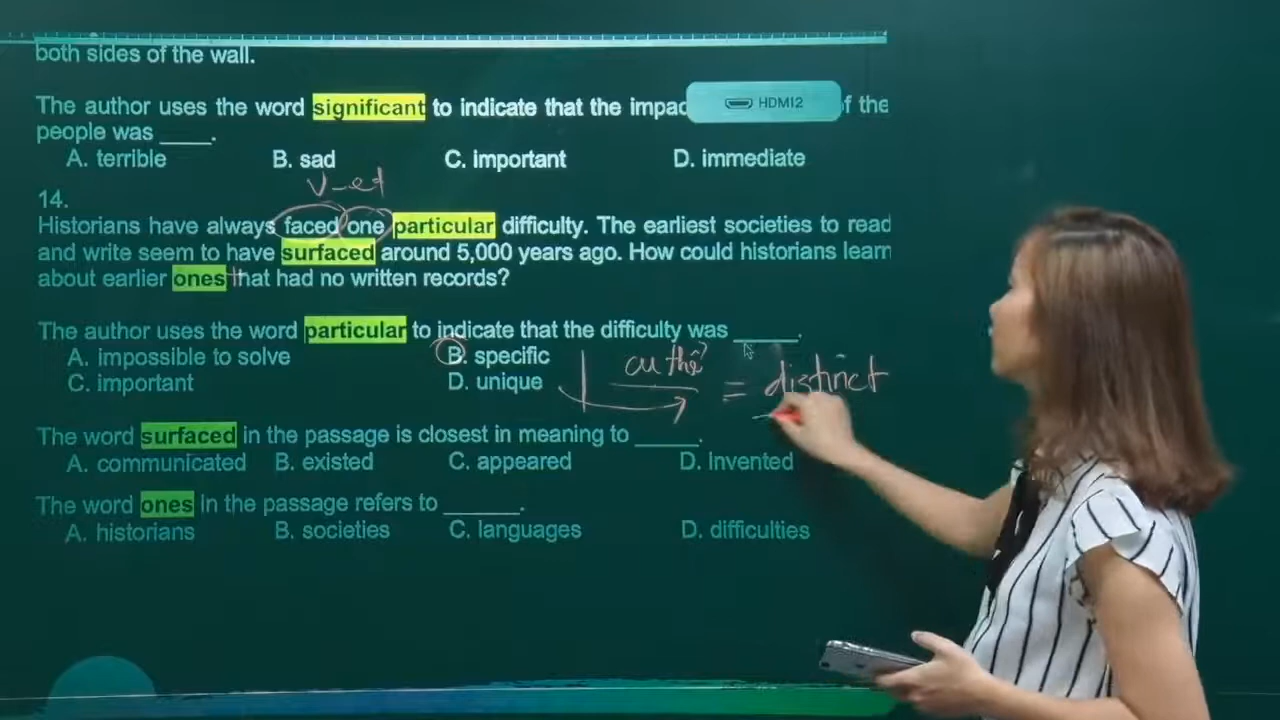 both sides of the wall.
The author uses the word significant to indicate that the impac
HDMI2
f the
people was ____.
A. terrible B. sad C. important D. immediate
V-ed
14.
Historians have always faced one particular difficulty. The earliest societies to read
and write seem to have surfaced around 5,000 years ago. How could historians learn
about earlier ones that had no written records?
The author uses the word particular to indicate that the difficulty was _____.
A. impossible to solve B. specific
cụ thể
C. important D. unique
= distinct
The word surfaced in the passage is closest in meaning to _____.
A. communicated B. existed C. appeared D. invented
The word ones in the passage refers to ______.
A. historians B. societies C. languages D. difficulties